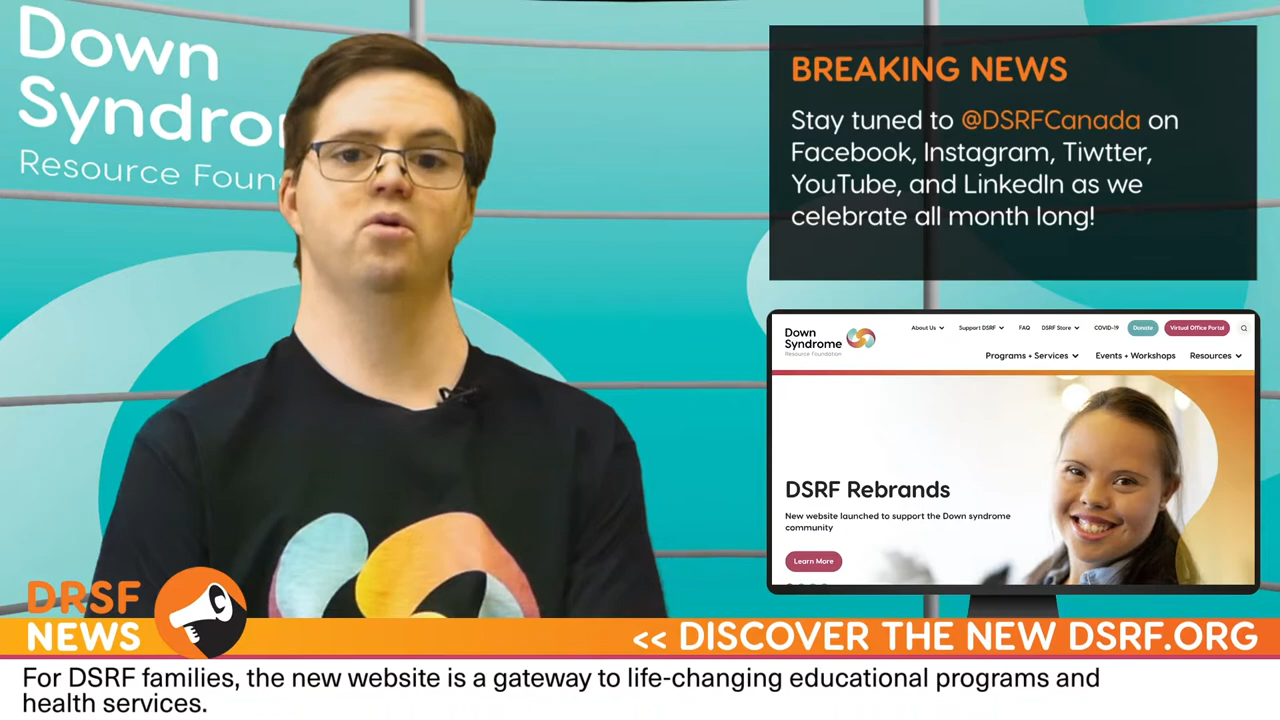 Down
Syndro
Resource Foun
BREAKING NEWS
Stay tuned to @DSRFCanada on
Facebook, Instagram, Tiwtter,
YouTube, and LinkedIn as we
celebrate all month long!
Down
Syndrome
Resource Foundation
About Us Support DSRF FAQ DSRF Store COVID-19 Donate Virtual Office Portal
Programs + Services Events + Workshops Resources
DSRF Rebrands
New website launched to support the Down syndrome
community
Learn More
DRSF
NEWS
<< DISCOVER THE NEW DSRF.ORG
For DSRF families, the new website is a gateway to life-changing educational programs and
health services.